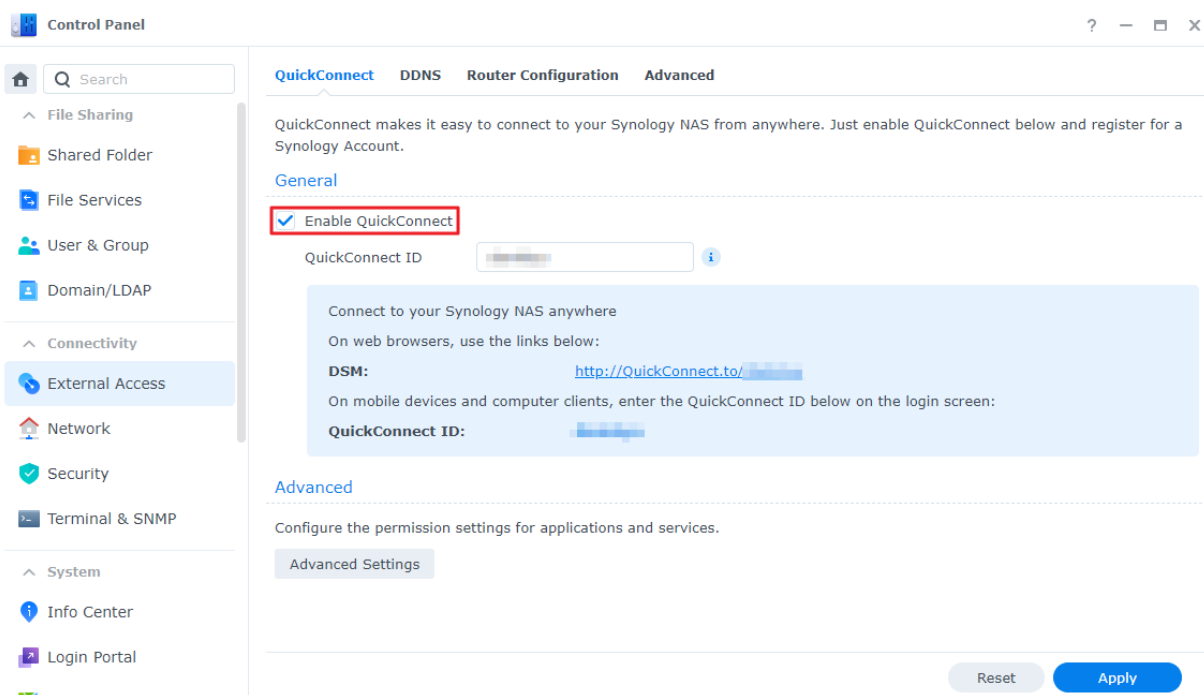 Control Panel
?
Search
File Sharing
Shared Folder
File Services
User & Group
Domain/LDAP
Connectivity
External Access
Network
Security
Terminal & SNMP
System
Info Center
Login Portal
QuickConnect DDNS Router Configuration Advanced
QuickConnect makes it easy to connect to your Synology NAS from anywhere. Just enable QuickConnect below and register for a
Synology Account.
General
Enable QuickConnect
QuickConnect ID
Connect to your Synology NAS anywhere
On web browsers, use the links below:
DSM: http://QuickConnect.to/
On mobile devices and computer clients, enter the QuickConnect ID below on the login screen:
QuickConnect ID:
Advanced
Configure the permission settings for applications and services.
Advanced Settings
Reset Apply